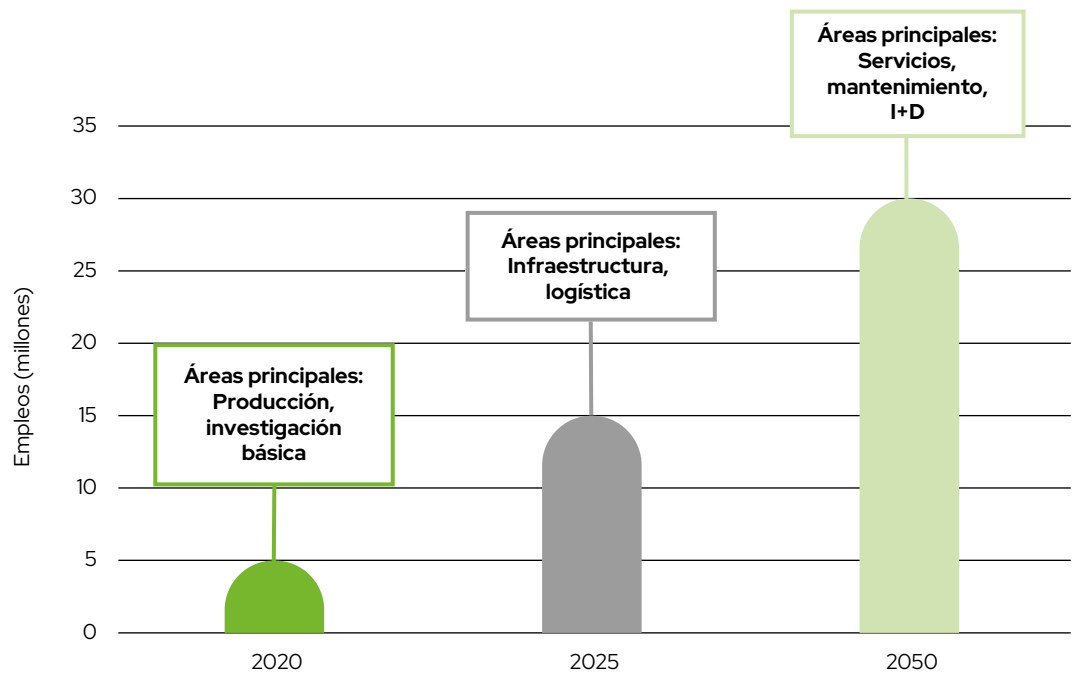 Áreas principales:
Servicios,
mantenimiento,
I+D
35
30
Áreas principales:
Infraestructura,
logística
25
20
Áreas principales:
Producción,
investigación
básica
15
10
5
0
Empleos (millones)
2020
2025
2050